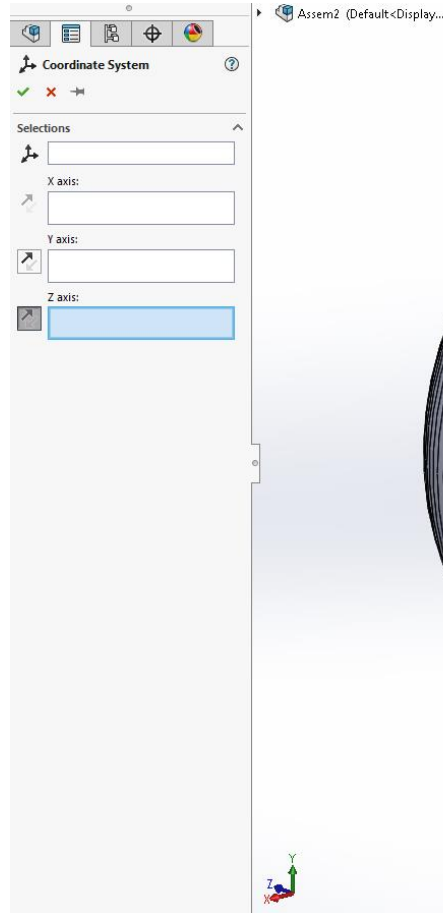 Assem2 (Default<Display...
Coordinate System
Selections
X axis:
Y axis:
Z axis:
Y
Z
X